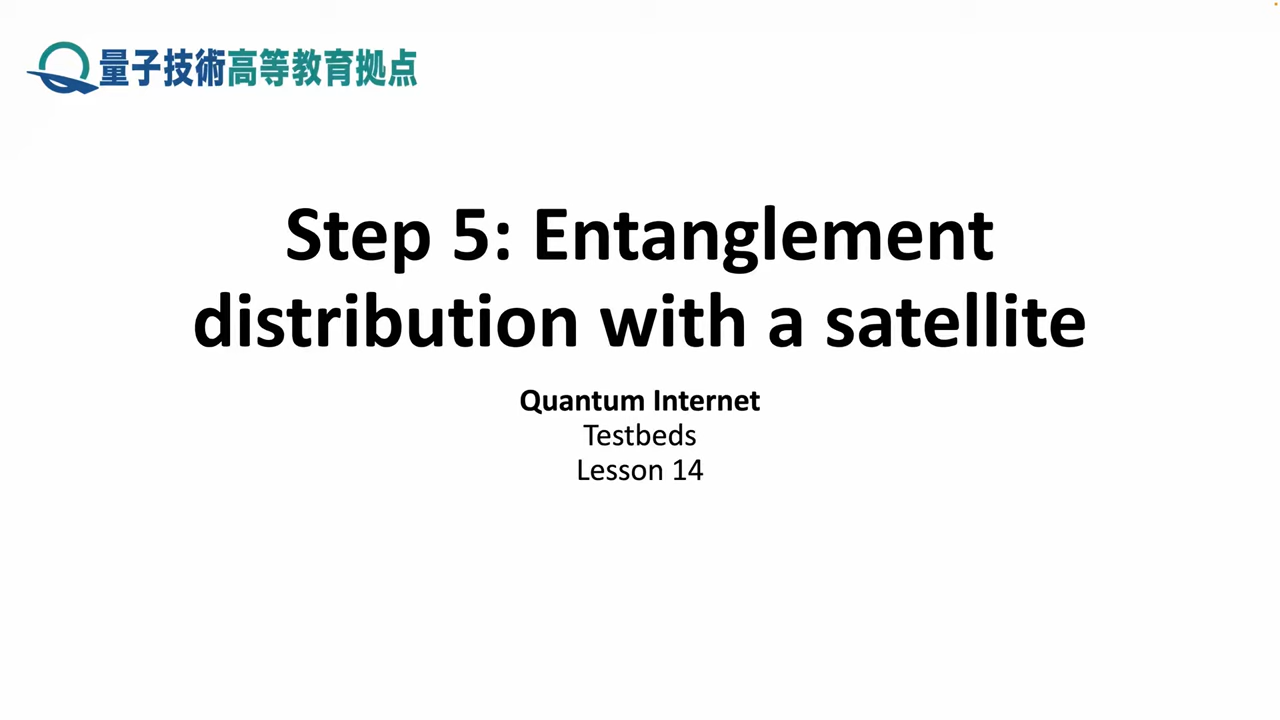 量子技術高等教育拠点
Step 5: Entanglement
distribution with a satellite
Quantum Internet
Testbeds
Lesson 14